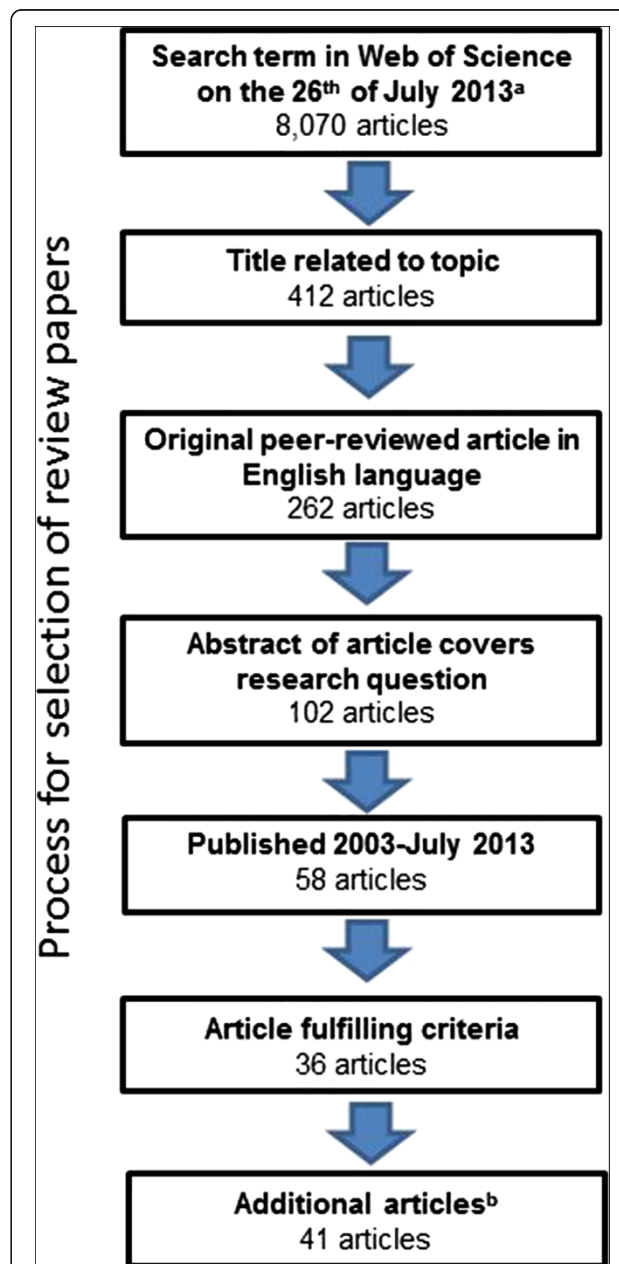 Process for selection of review papers
Search term in Web of Science
on the 26th of July 2013a
8,070 articles
Title related to topic
412 articles
Original peer-reviewed article in
English language
262 articles
Abstract of article covers
research question
102 articles
Published 2003-July 2013
58 articles
Article fulfilling criteria
36 articles
Additional articlesb
41 articles